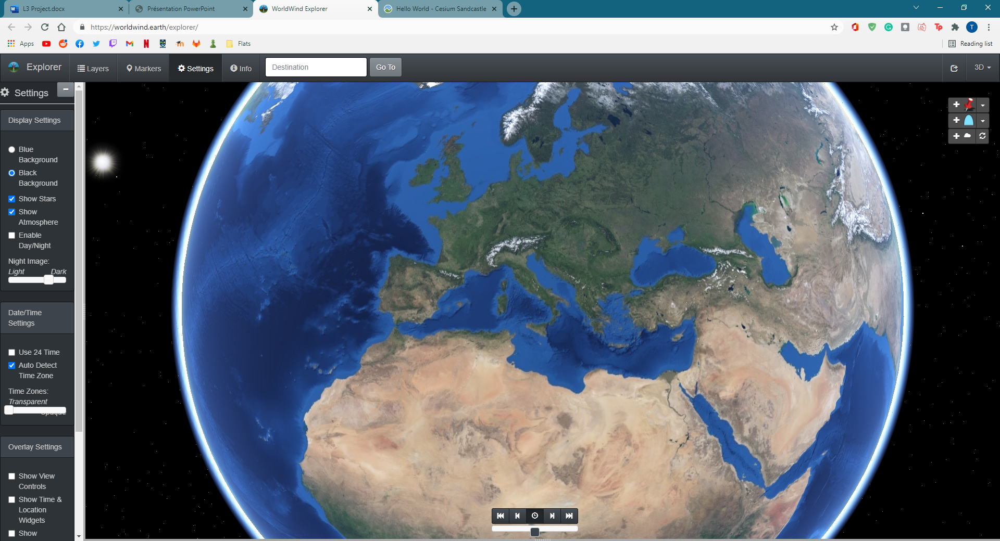 L3 Project.docx
Présentation PowerPoint
WorldWind Explorer
Hello World - Cesium Sandcastle
https://worldwind.earth/explorer/
T
Apps
Flats
Reading list
Explorer
Layers
Markers
Settings
Info
Destination
Go To
3D
Settings
Display Settings
Blue
Background
Black
Background
Show Stars
Show
Atmosphere
Enable
Day/Night
Night Image:
Light Dark
Date/Time
Settings
Use 24 Time
Auto Detect
Time Zone
Time Zones:
Transparent
Opaque
Overlay Settings
Show View
Controls
Show Time &
Location
Widgets
Show